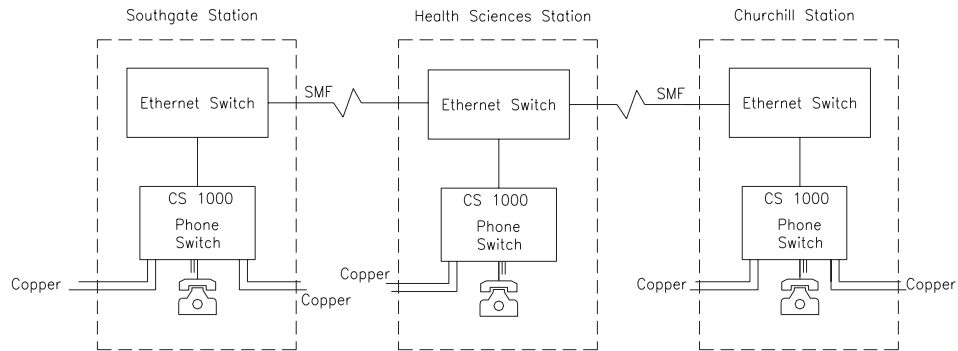 Southgate Station
Health Sciences Station
Churchill Station
SMF
SMF
Ethernet Switch
Ethernet Switch
Ethernet Switch
CS 1000
Phone
Switch
CS 1000
Phone
Switch
CS 1000
Phone
Switch
Copper
Copper
Copper
Copper
Copper